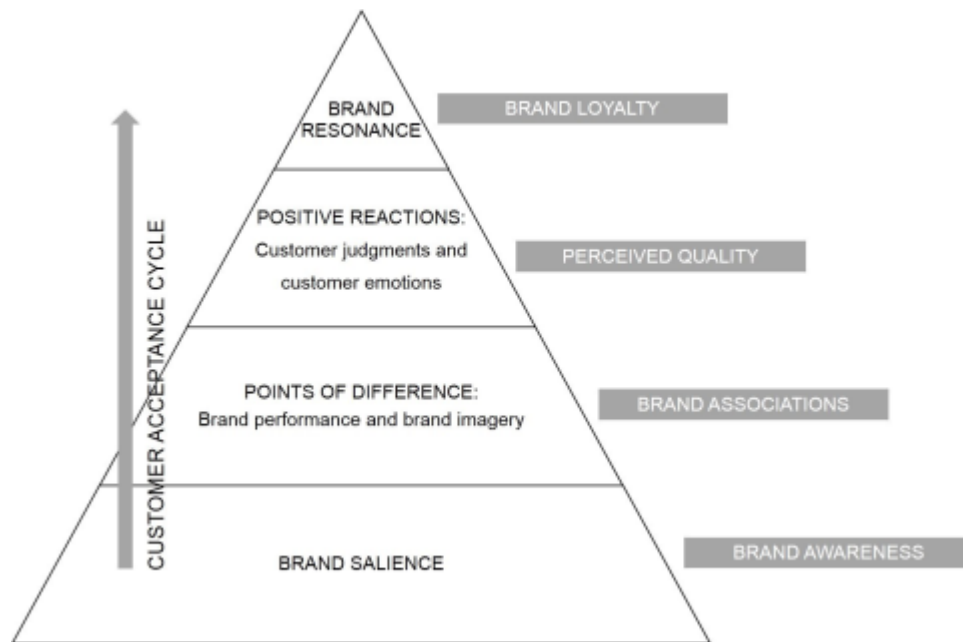 BRAND
RESONANCE
BRAND LOYALTY
POSITIVE REACTIONS:
Customer judgments and
customer emotions
PERCEIVED QUALITY
CUSTOMER ACCEPTANCE CYCLE
POINTS OF DIFFERENCE:
Brand performance and brand imagery
BRAND ASSOCIATIONS
BRAND SALIENCE
BRAND AWARENESS